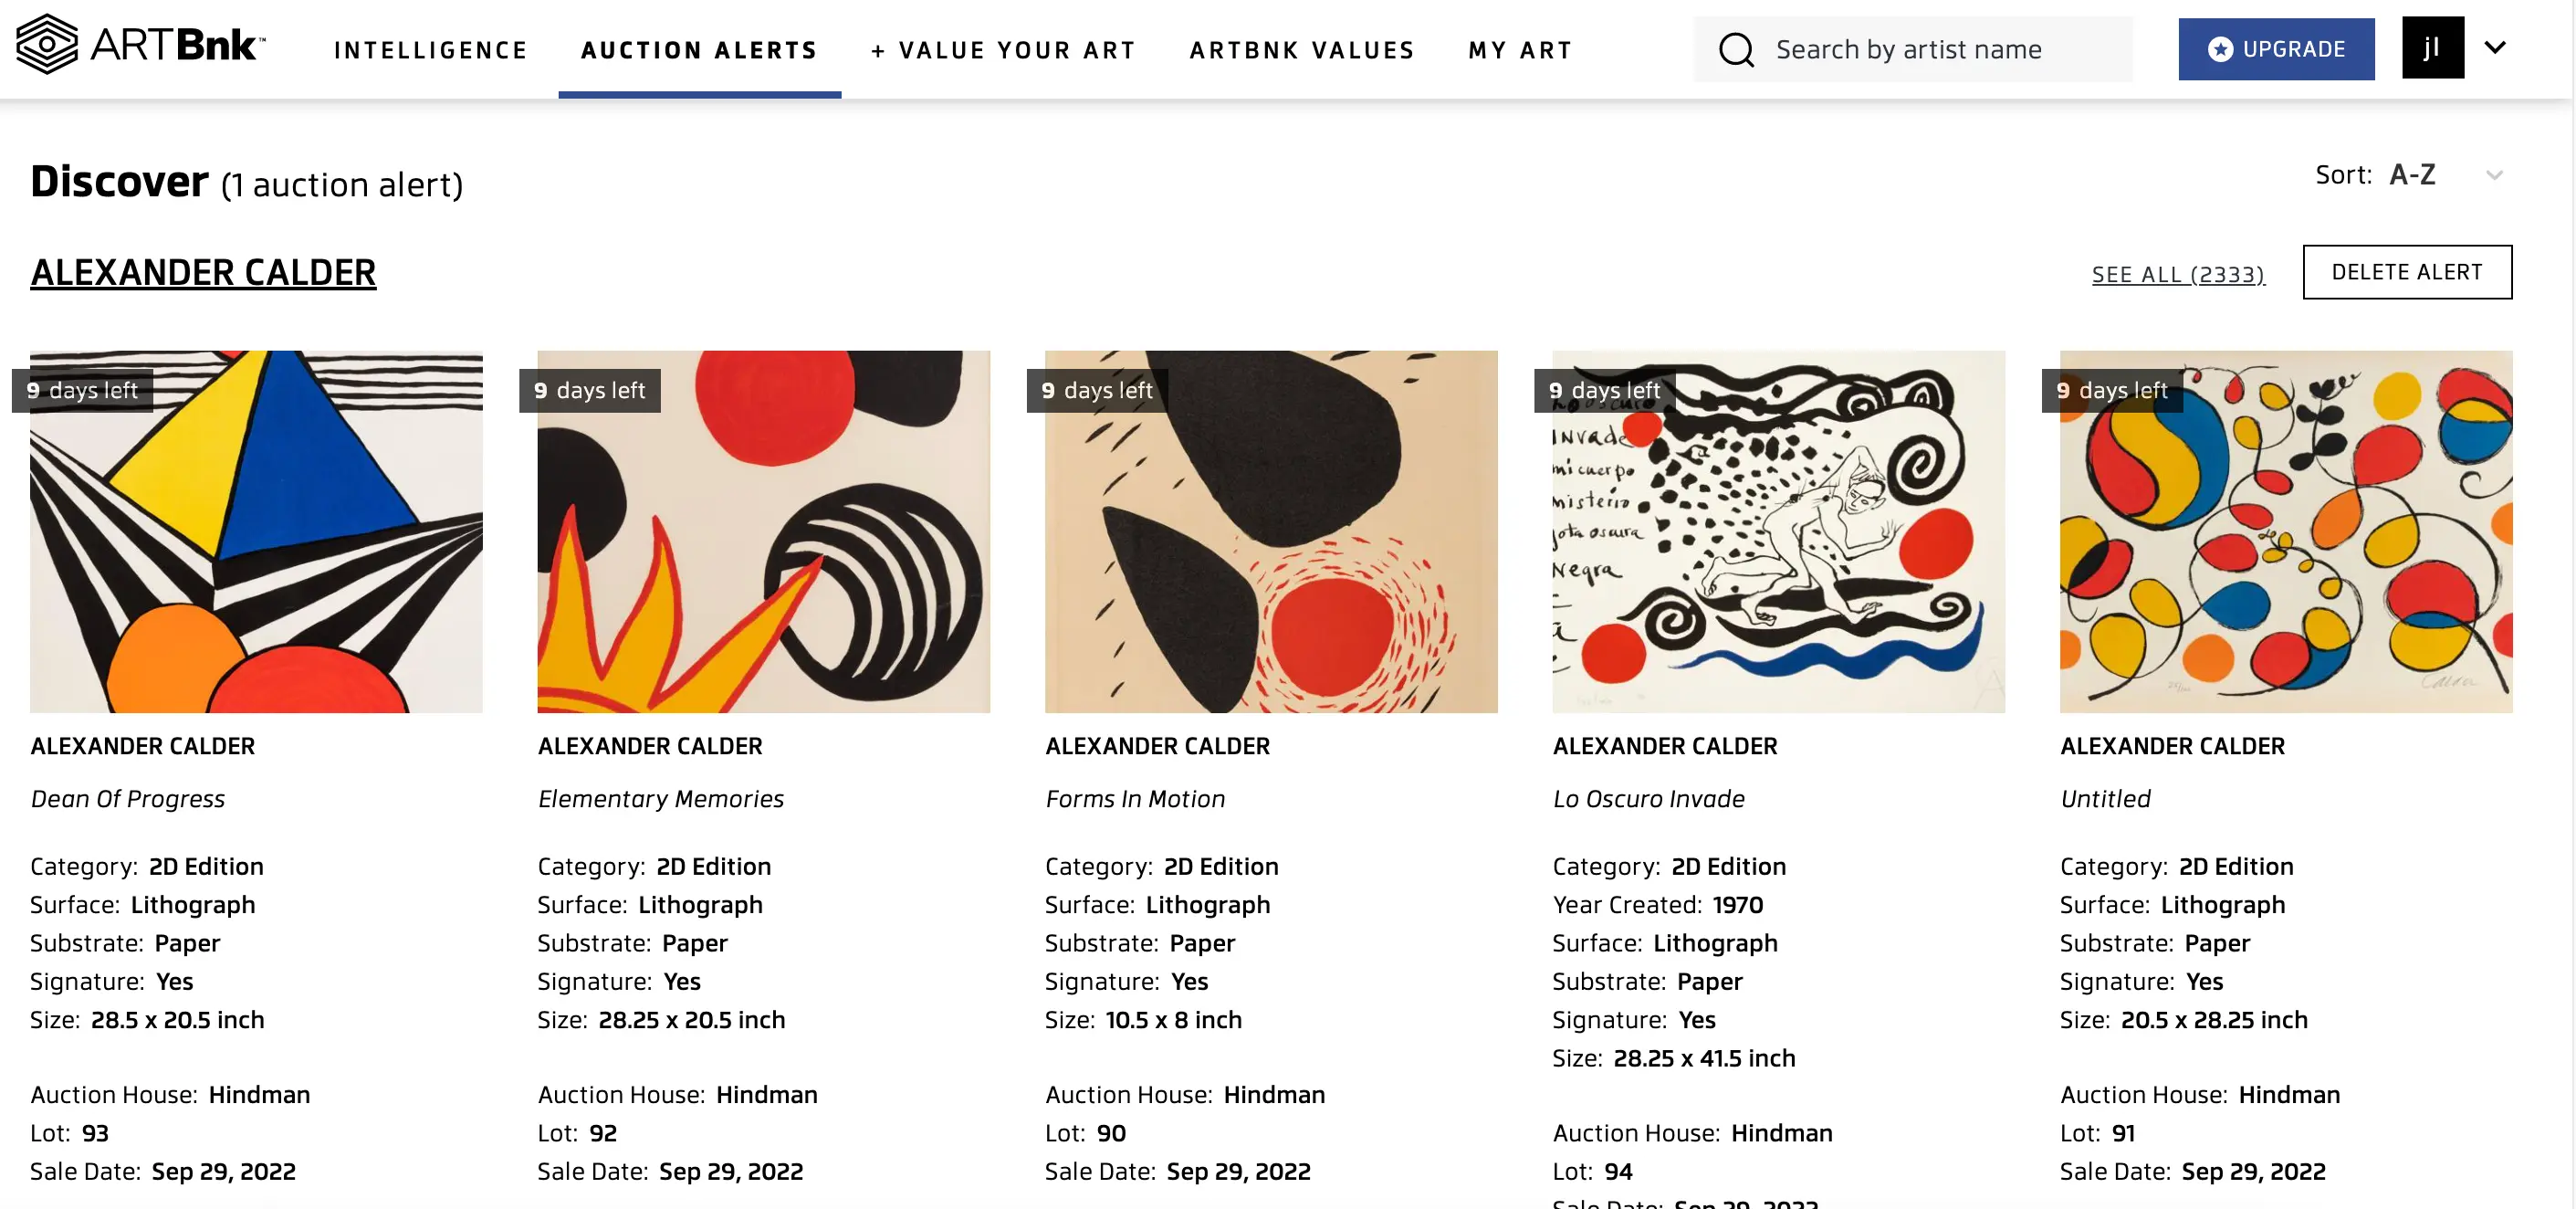 ARTBnk™
INTELLIGENCE
AUCTION ALERTS
+ VALUE YOUR ART
ARTBNK VALUES
MY ART
Search by artist name
UPGRADE
jl
Discover (1 auction alert)
Sort: A-Z
ALEXANDER CALDER
SEE ALL (2333)
DELETE ALERT
9 days left
ALEXANDER CALDER
Dean Of Progress
Category: 2D Edition
Surface: Lithograph
Substrate: Paper
Signature: Yes
Size: 28.5 x 20.5 inch
Auction House: Hindman
Lot: 93
Sale Date: Sep 29, 2022
9 days left
ALEXANDER CALDER
Elementary Memories
Category: 2D Edition
Surface: Lithograph
Substrate: Paper
Signature: Yes
Size: 28.25 x 20.5 inch
Auction House: Hindman
Lot: 92
Sale Date: Sep 29, 2022
9 days left
ALEXANDER CALDER
Forms In Motion
Category: 2D Edition
Surface: Lithograph
Substrate: Paper
Signature: Yes
Size: 10.5 x 8 inch
Auction House: Hindman
Lot: 90
Sale Date: Sep 29, 2022
9 days left
Invade
mi cuerpo
misterio
jota oscura
Negra
ALEXANDER CALDER
Lo Oscuro Invade
Category: 2D Edition
Year Created: 1970
Surface: Lithograph
Substrate: Paper
Signature: Yes
Size: 28.25 x 41.5 inch
Auction House: Hindman
Lot: 94
Sale Date: Sep 29, 2022
9 days left
Calder
ALEXANDER CALDER
Untitled
Category: 2D Edition
Surface: Lithograph
Substrate: Paper
Signature: Yes
Size: 20.5 x 28.25 inch
Auction House: Hindman
Lot: 91
Sale Date: Sep 29, 2022